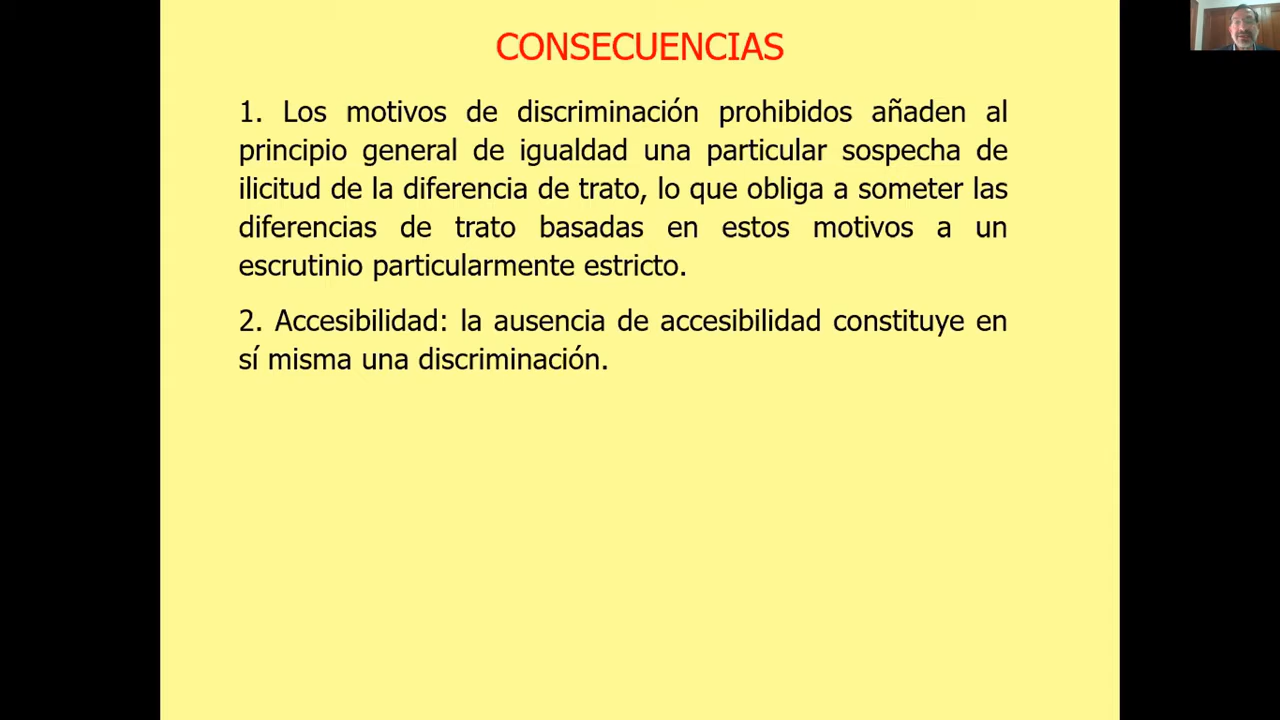 CONSECUENCIAS
1. Los motivos de discriminación prohibidos añaden al
principio general de igualdad una particular sospecha de
ilicitud de la diferencia de trato, lo que obliga a someter las
diferencias de trato basadas en estos motivos a un
escrutinio particularmente estricto.
2. Accesibilidad: la ausencia de accesibilidad constituye en
sí misma una discriminación.